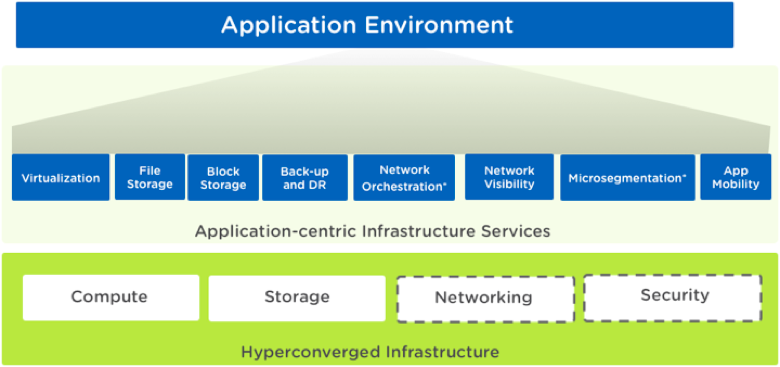 Application Environment
Virtualization
File
Storage
Block
Storage
Back-up
and DR
Network
Orchestration*
Network
Visibility
Microsegmentation*
App
Mobility
Application-centric Infrastructure Services
Compute
Storage
Networking
Security
Hyperconverged Infrastructure